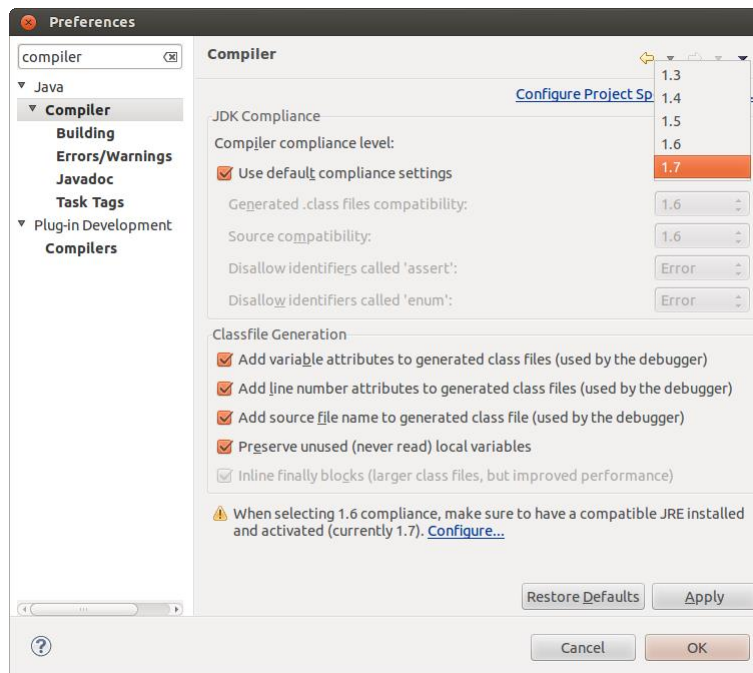 Preferences
compiler
Java
Compiler
Building
Errors/Warnings
Javadoc
Task Tags
Plug-in Development
Compilers
Compiler
Configure Project Sp
JDK Compliance
Compiler compliance level:
1.3
1.4
1.5
1.6
1.7
Use default compliance settings
Generated .class files compatibility: 1.6
Source compatibility: 1.6
Disallow identifiers called 'assert': Error
Disallow identifiers called 'enum': Error
Classfile Generation
Add variable attributes to generated class files (used by the debugger)
Add line number attributes to generated class files (used by the debugger)
Add source file name to generated class file (used by the debugger)
Preserve unused (never read) local variables
Inline finally blocks (larger class files, but improved performance)
When selecting 1.6 compliance, make sure to have a compatible JRE installed
and activated (currently 1.7). Configure...
Restore Defaults Apply
? Cancel OK